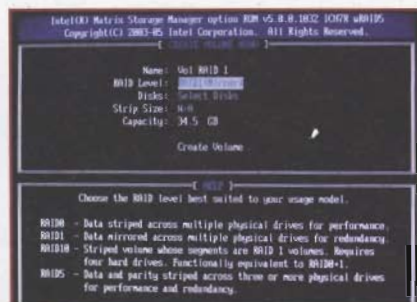 Intel(R) Matrix Storage Manager option ROM v5.0.0.1032 ICH7R wRAID5
Copyright(C) 2003-05 Intel Corporation. All Rights Reserved.
[ CREATE VOLUME MENU ]
Name: Vol RAID 1
RAID Level: RAID1(Mirror)
Disks: Select Disks
Strip Size: N/A
Capacity: 34.5 GB
Create Volume
[ HELP ]
Choose the RAID level best suited to your usage model.
RAID0 - Data striped across multiple physical drives for performance.
RAID1 - Data mirrored across multiple physical drives for redundancy.
RAID10 - Striped volume whose segments are RAID 1 volumes. Requires
four hard drives. Functionally equivalent to RAID0+1.
RAID5 - Data and parity striped across three or more physical drives
for performance and redundancy.